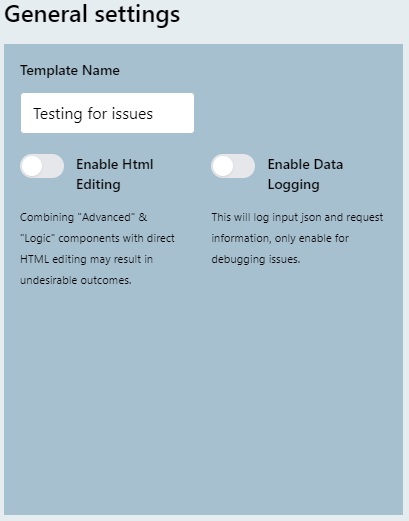 General settings
Template Name
Testing for issues
Enable Html
Editing
Combining "Advanced" &
"Logic" components with direct
HTML editing may result in
undesirable outcomes.
Enable Data
Logging
This will log input json and request
information, only enable for
debugging issues.